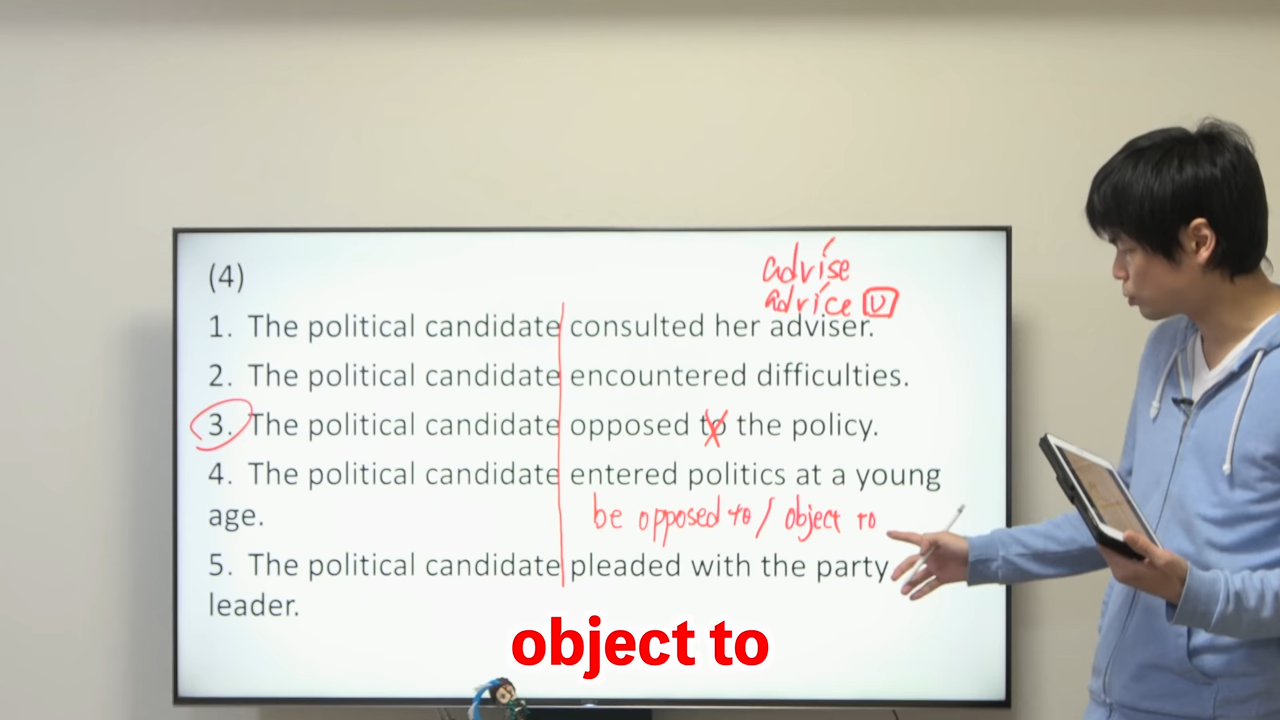 (4)
advise
advice U
1. The political candidate consulted her adviser.
2. The political candidate encountered difficulties.
3. The political candidate opposed to the policy.
4. The political candidate entered politics at a young
age.
be opposed to / object to
5. The political candidate pleaded with the party
leader.
object to